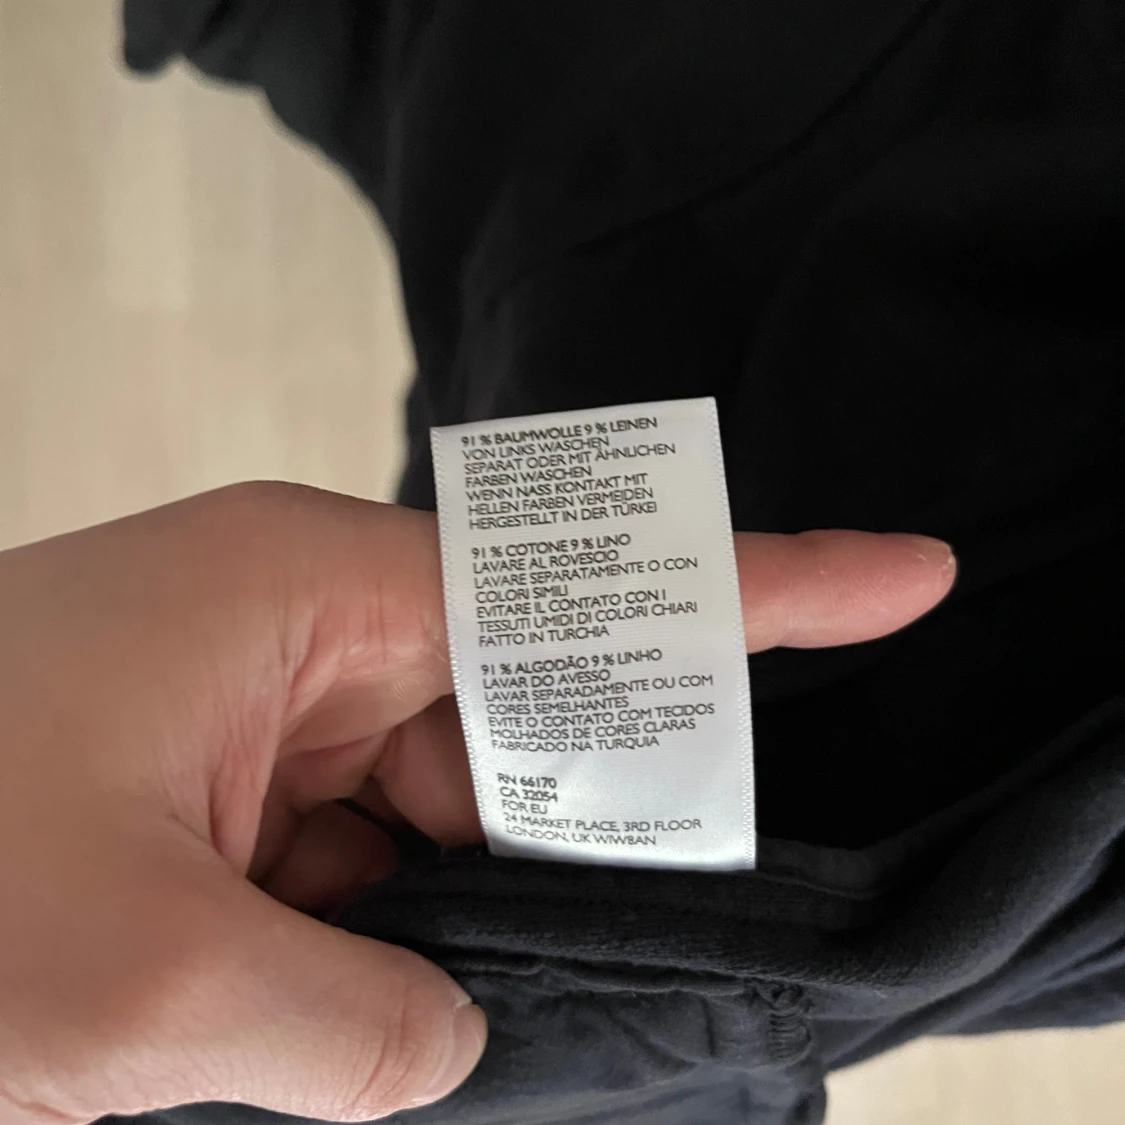 91 % BAUMWOLLE 9 % LEINEN
VON LINKS WASCHEN
SEPARAT ODER MIT ÄHNLICHEN
FARBEN WASCHEN
WENN NASS KONTAKT MIT
HELLEN FARBEN VERMEIDEN
HERGESTELLT IN DER TÜRKEI
91 % COTONE 9 % LINO
LAVARE AL ROVESCIO
LAVARE SEPARATAMENTE O CON
COLORI SIMILI
EVITARE IL CONTATO CON I
TESSUTI UMIDI DI COLORI CHIARI
FATTO IN TURCHIA
91 % ALGODÃO 9 % LINHO
LAVAR DO AVESSO
LAVAR SEPARADAMENTE OU COM
CORES SEMELHANTES
EVITE O CONTATO COM TECIDOS
MOLHADOS DE CORES CLARAS
FABRICADO NA TURQUIA
RN 66170
CA 32054
FOR EU
24 MARKET PLACE, 3RD FLOOR
LONDON, UK W1W8AN